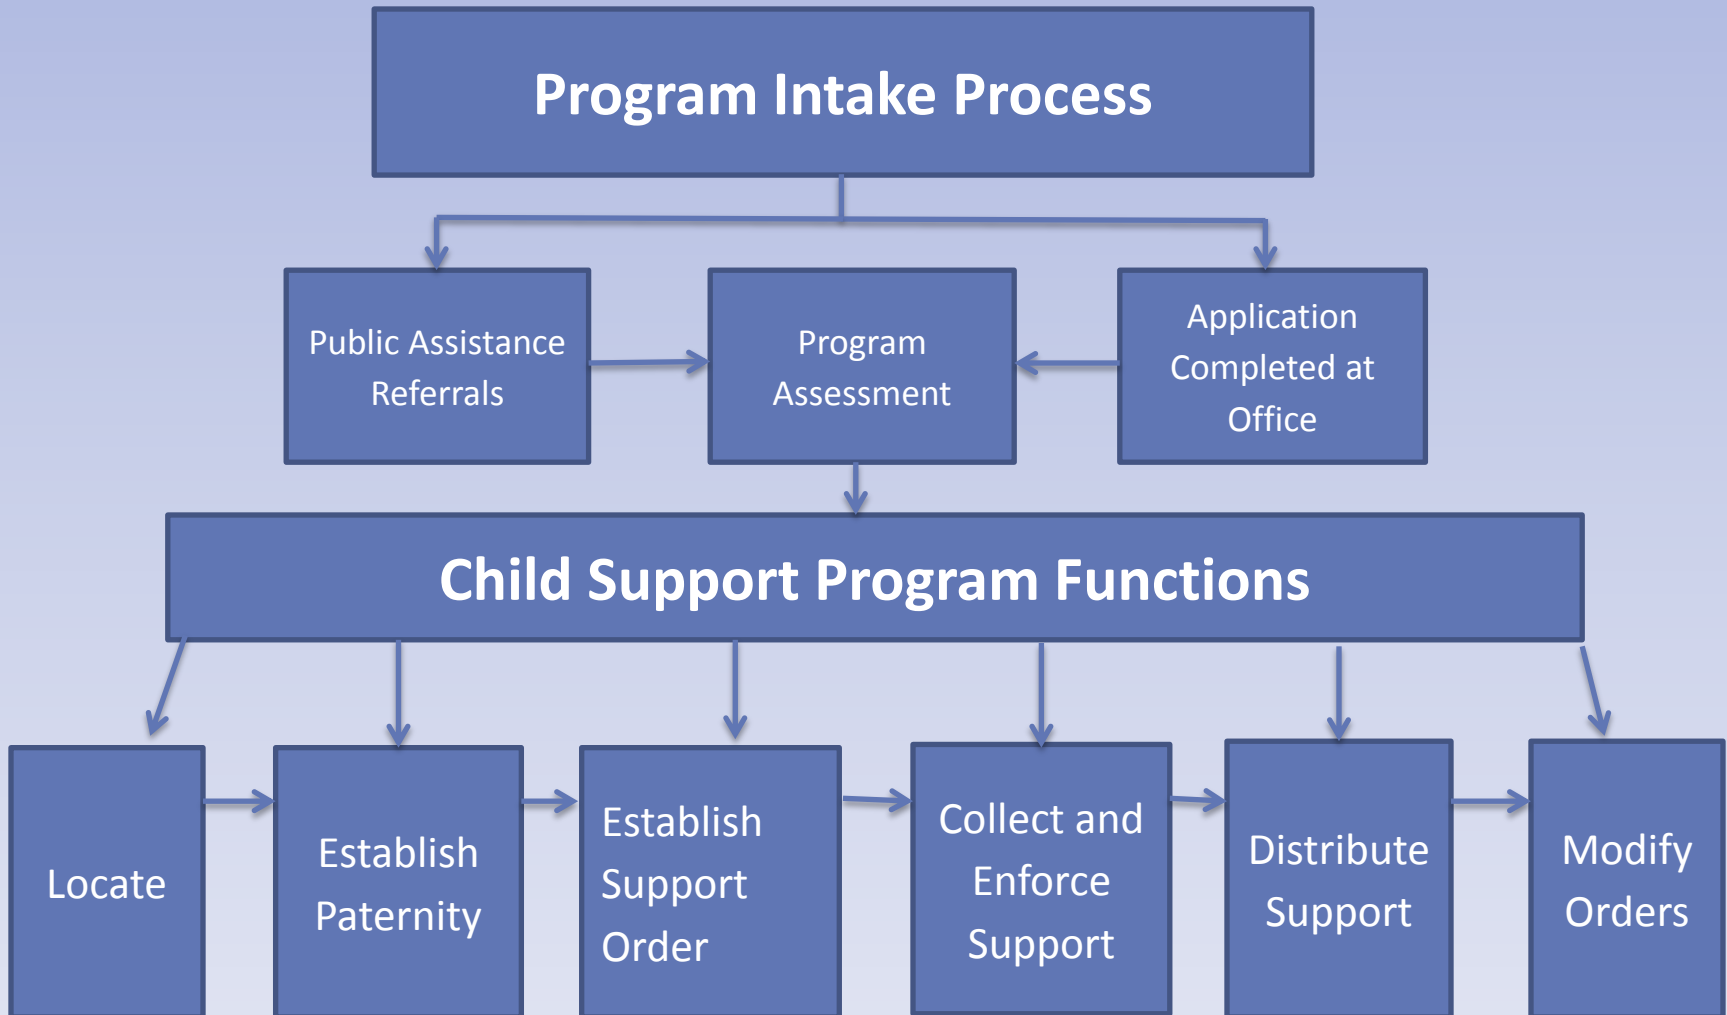 Program Intake Process
Public Assistance
Referrals
Program
Assessment
Application
Completed at
Office
Child Support Program Functions
Locate
Establish
Paternity
Establish
Support
Order
Collect and
Enforce
Support
Distribute
Support
Modify
Orders